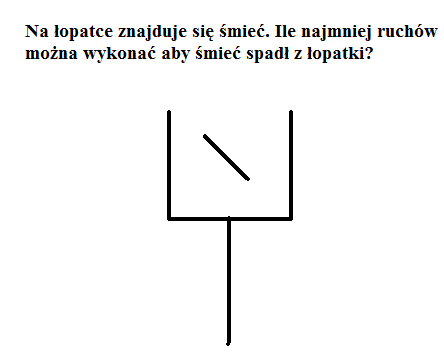 Na łopatce znajduje się śmieć. Ile najmniej ruchów
można wykonać aby śmieć spadł z łopatki?